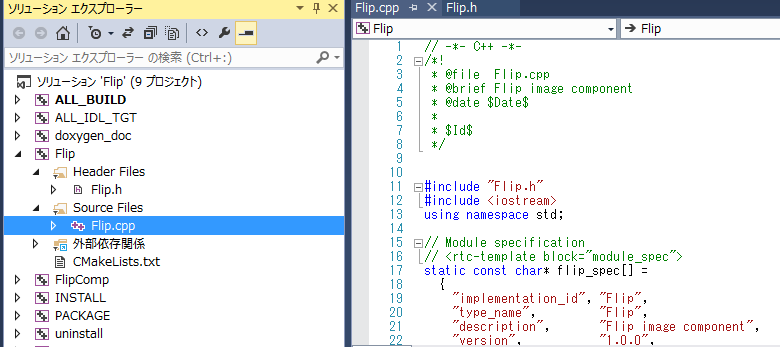 ソリューション エクスプローラー
ソリューション エクスプローラー の検索 (Ctrl+:)
ソリューション 'Flip' (9 プロジェクト)
ALL_BUILD
ALL_IDL_TGT
doxygen_doc
Flip
Header Files
Flip.h
Source Files
Flip.cpp
外部依存関係
CMakeLists.txt
FlipComp
INSTALL
PACKAGE
uninstall
Flip.cpp
Flip.h
Flip
Flip
1 // -*- C++ -*-
2 /*!
3 * @file Flip.cpp
4 * @brief Flip image component
5 * @date $Date$
6 *
7 * $Id$
8 */
9
10
11 #include "Flip.h"
12 #include <iostream>
13 using namespace std;
14
15 // Module specification
16 // <rtc-template block="module_spec">
17 static const char* flip_spec[] =
18 {
19 "implementation_id", "Flip",
20 "type_name", "Flip",
21 "description", "Flip image component",
22 "version", "1.0.0",